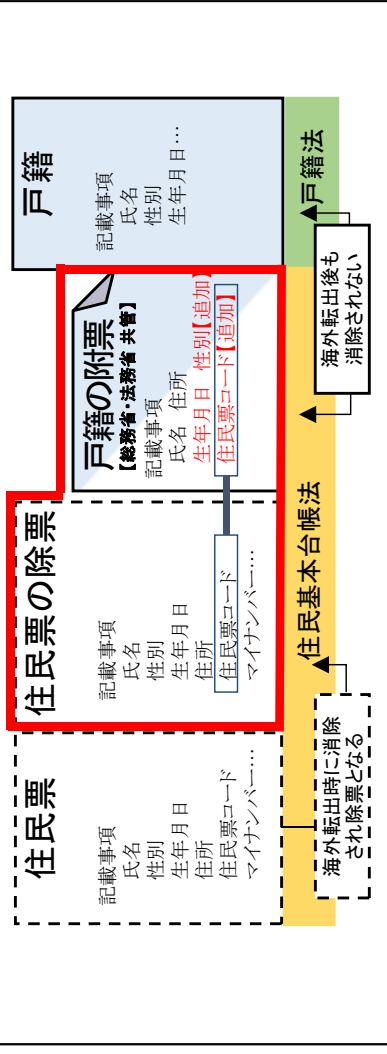 住民票
記載事項
氏名
性別
生年月日
住所
住民票コード
マイナンバー…
住民票の除票
記載事項
氏名
性別
生年月日
住所
住民票コード
マイナンバー…
戸籍の附票
【総務省・法務省 共管】
記載事項
氏名 住所
生年月日 性別【追加】
住民票コード【追加】
戸籍
記載事項
氏名
性別
生年月日…
住民基本台帳法
戸籍法
海外転出時に消除
され除票となる
海外転出後も
消除されない